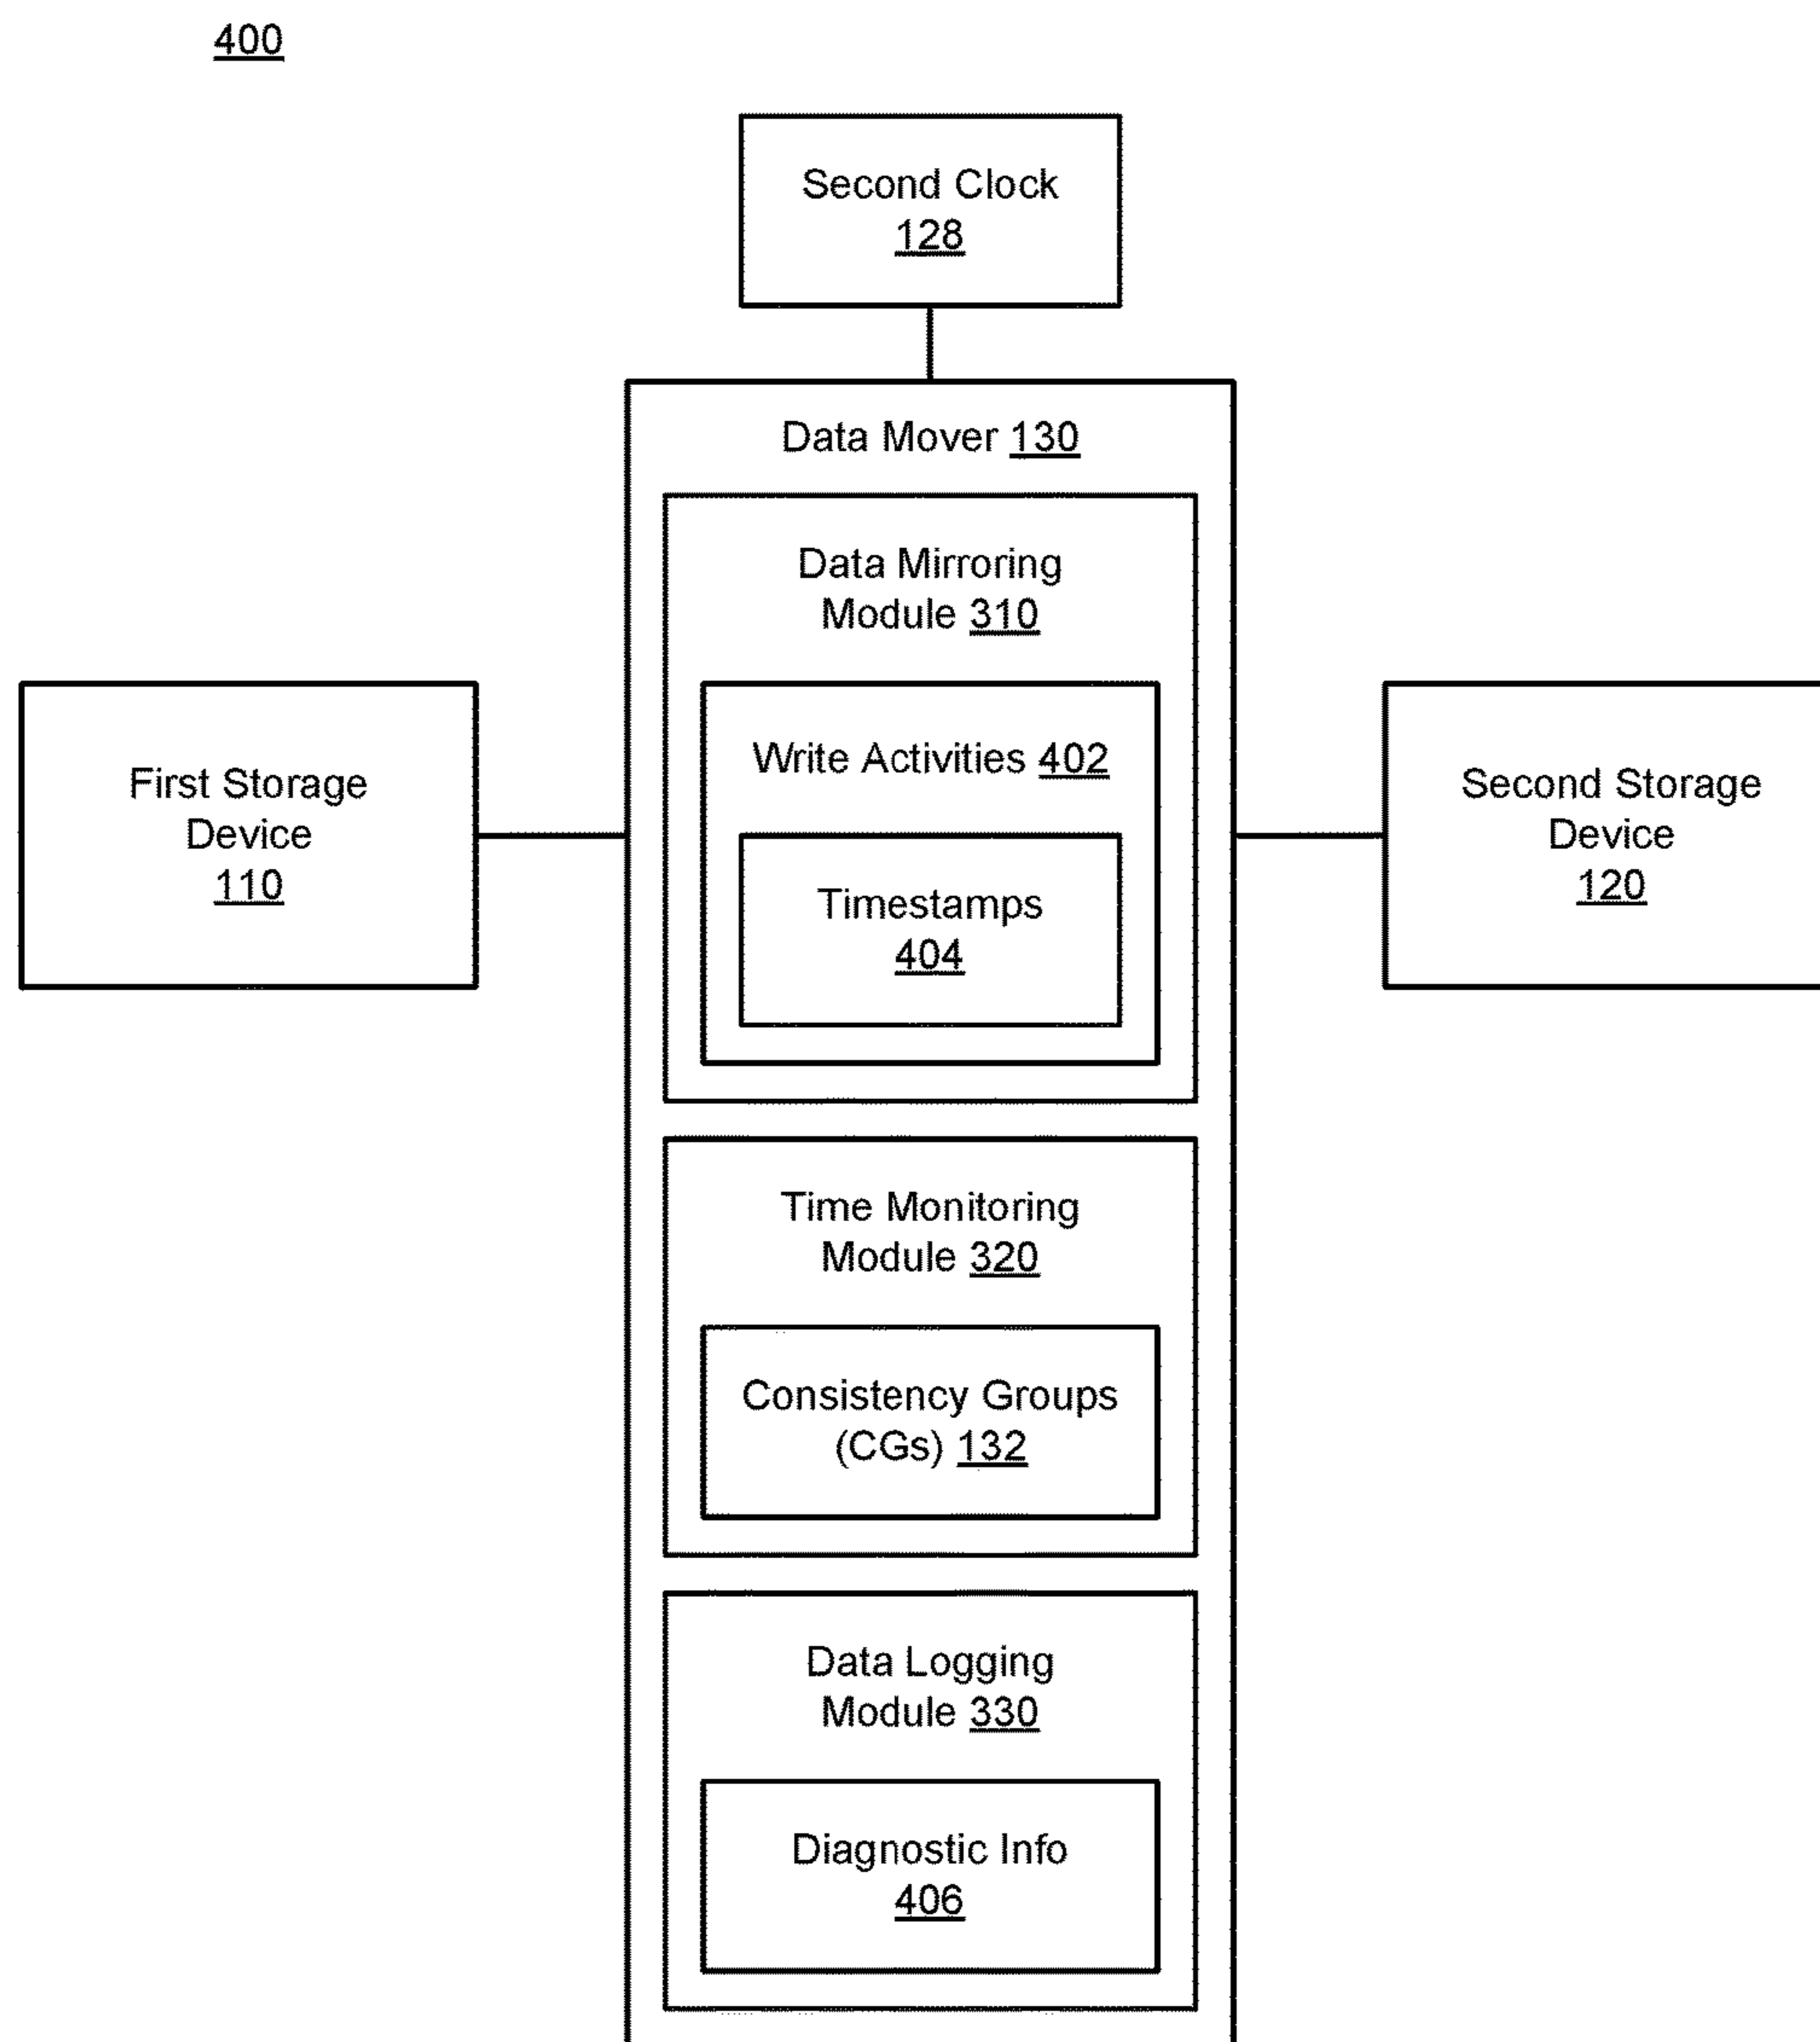 400
Second Clock
128
Data Mover 130
Data Mirroring
Module 310
Write Activities 402
Timestamps
404
First Storage
Device
110
Second Storage
Device
120
Time Monitoring
Module 320
Consistency Groups
(CGs) 132
Data Logging
Module 330
Diagnostic Info
406